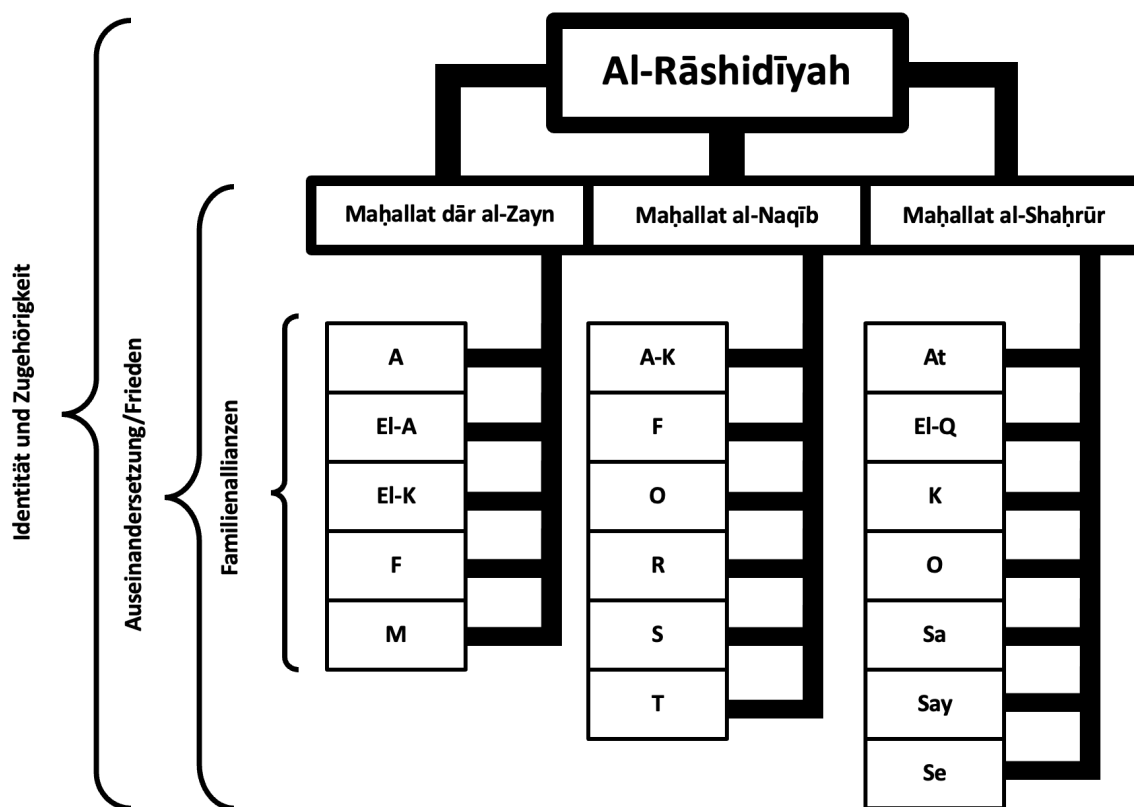 Al-Rāshidīyah
Maḥallat dār al-Zayn
Maḥallat al-Naqīb
Maḥallat al-Shaḥrūr
Identität und Zugehörigkeit
Auseinandersetzung/Frieden
Familienallianzen
A
El-A
El-K
F
M
A-K
F
O
R
S
T
At
El-Q
K
O
Sa
Say
Se